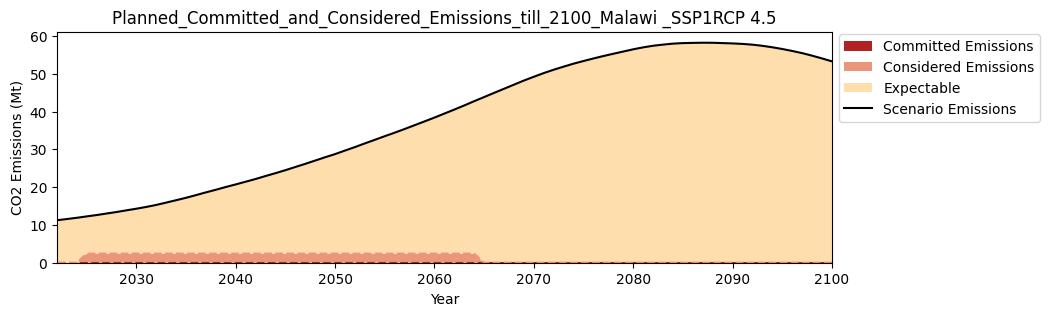 Planned_Committed_and_Considered_Emissions_till_2100_Malawi _SSP1RCP 4.5
60
50
40
30
20
10
0
CO2 Emissions (Mt)
2030 2040 2050 2060 2070 2080 2090 2100
Year
Committed Emissions
Considered Emissions
Expectable
Scenario Emissions